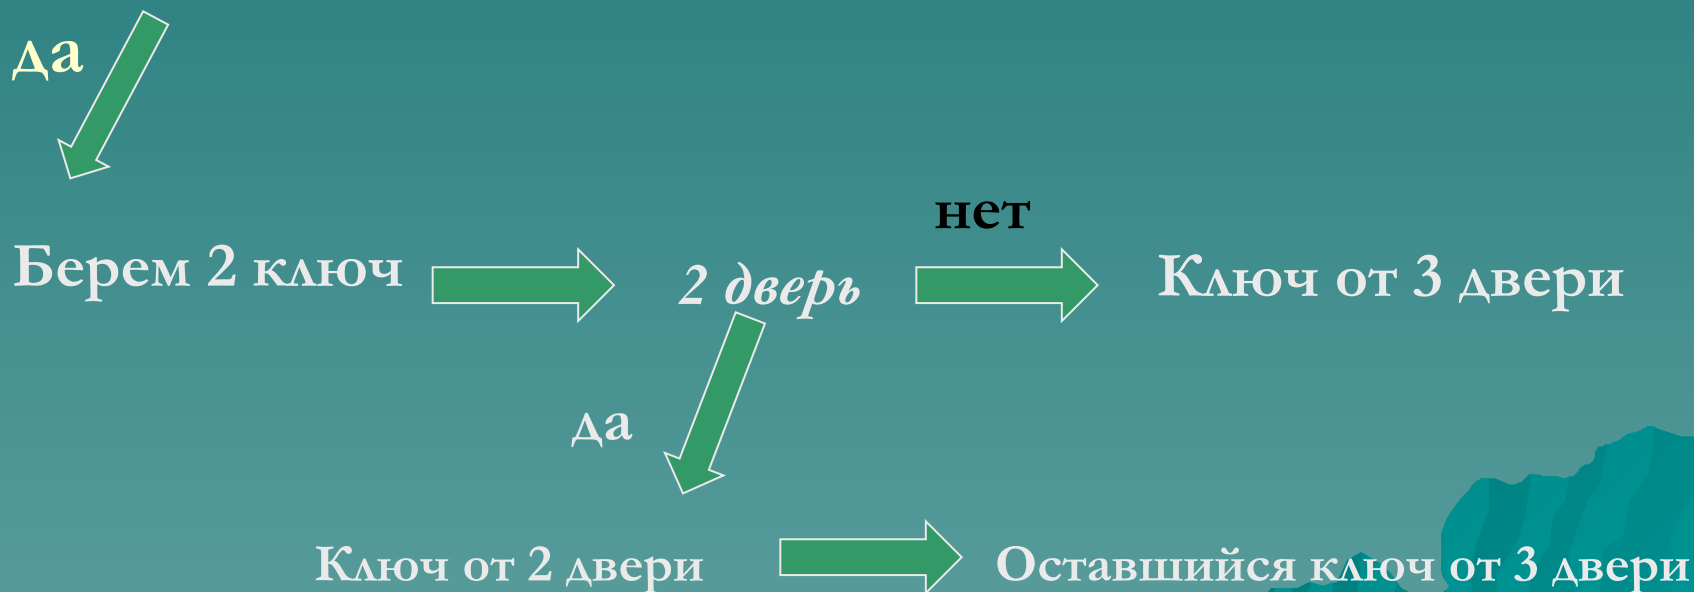 да
нет
Берем 2 ключ
2 дверь
Ключ от 3 двери
да
Ключ от 2 двери
Оставшийся ключ от 3 двери